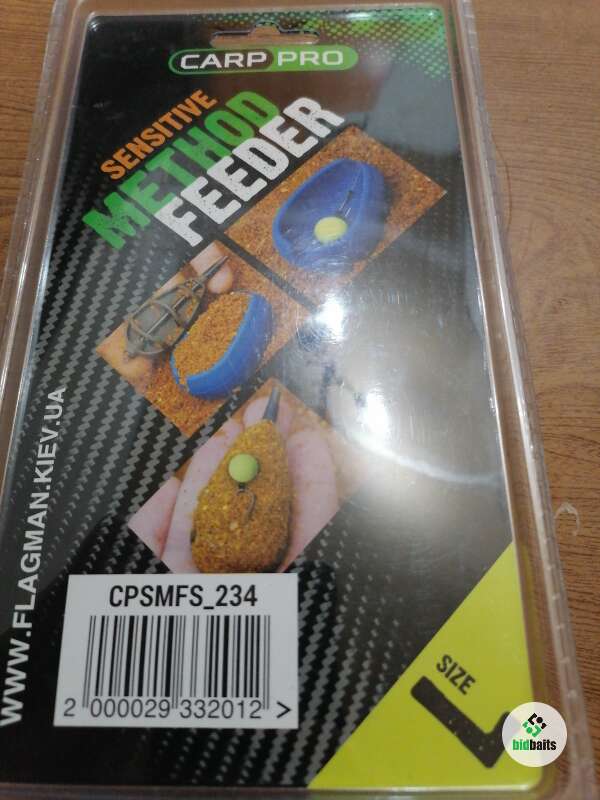 CARP PRO
SENSITIVE
METHOD
FEEDER
WWW.FLAGMAN.KIEV.UA
CPSMFS_234
2 000029 332012 >
SIZE
L
bidbaits